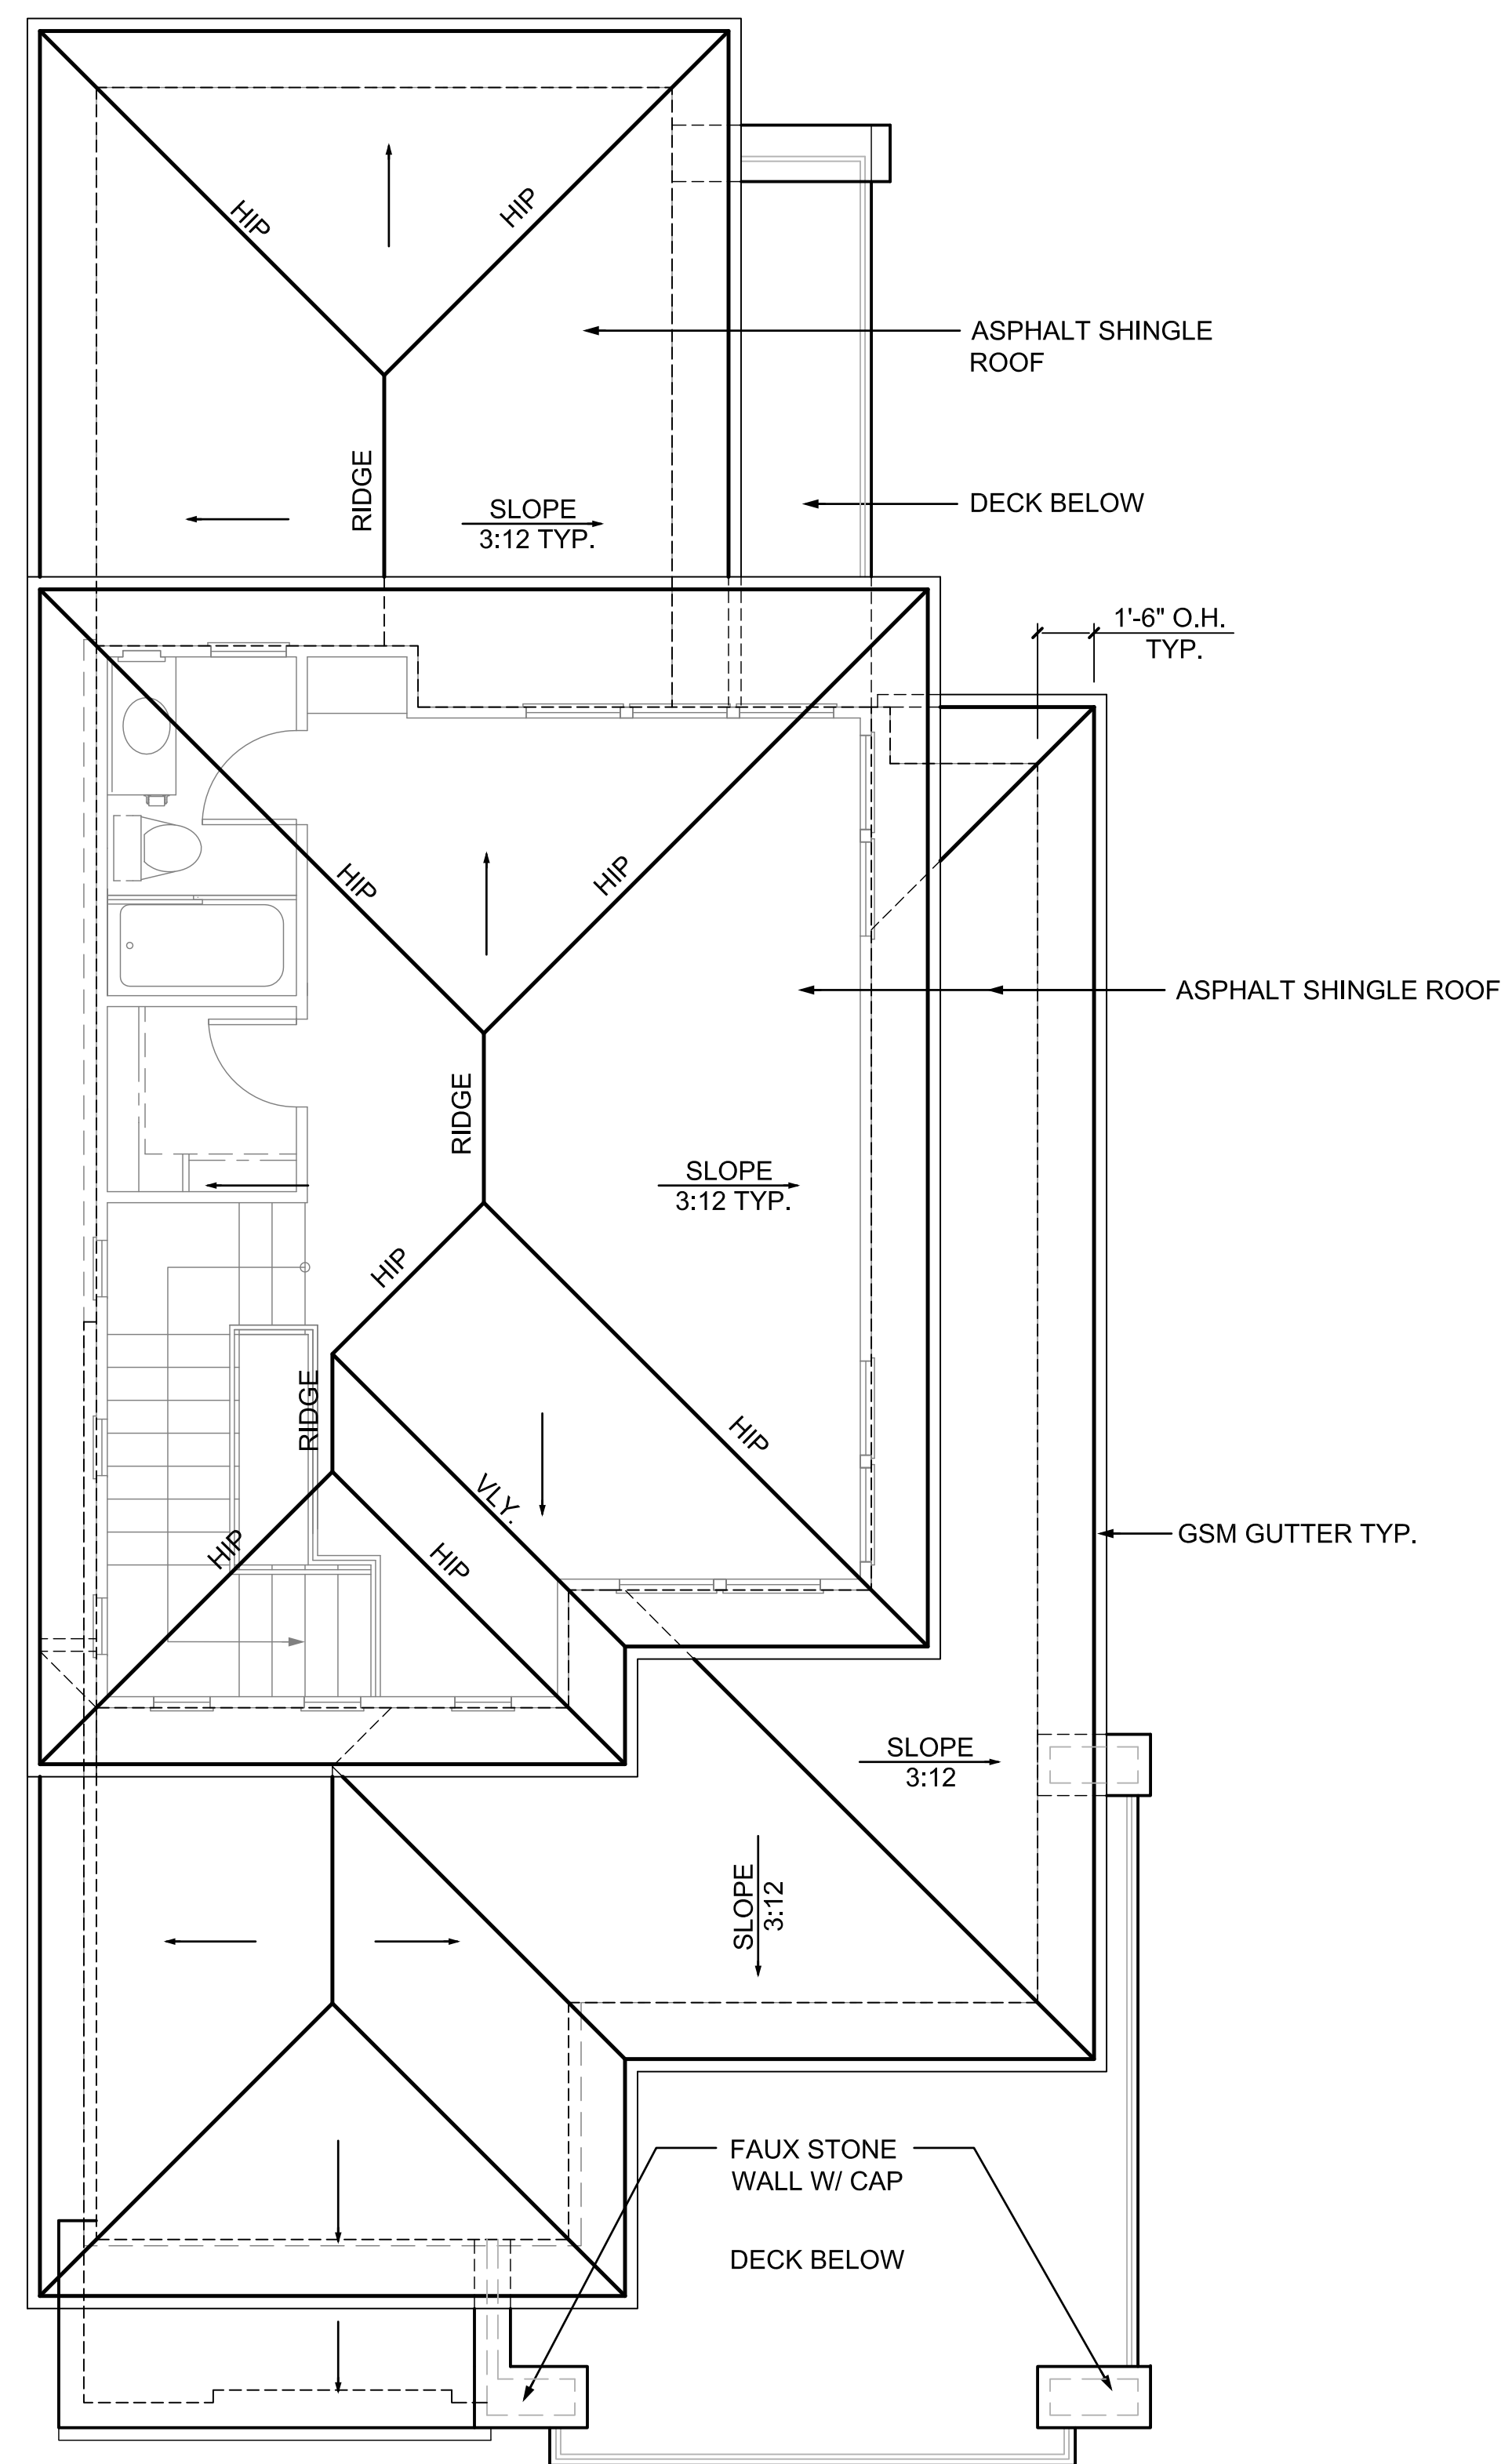 HIP
HIP
ASPHALT SHINGLE
ROOF
RIDGE
SLOPE
3:12 TYP.
DECK BELOW
1'-6" O.H.
TYP.
HIP
HIP
ASPHALT SHINGLE ROOF
RIDGE
SLOPE
3:12 TYP.
HIP
RIDGE
HIP
VLY.
HIP
HIP
GSM GUTTER TYP.
SLOPE
3:12
SLOPE
3:12
FAUX STONE
WALL W/ CAP
DECK BELOW